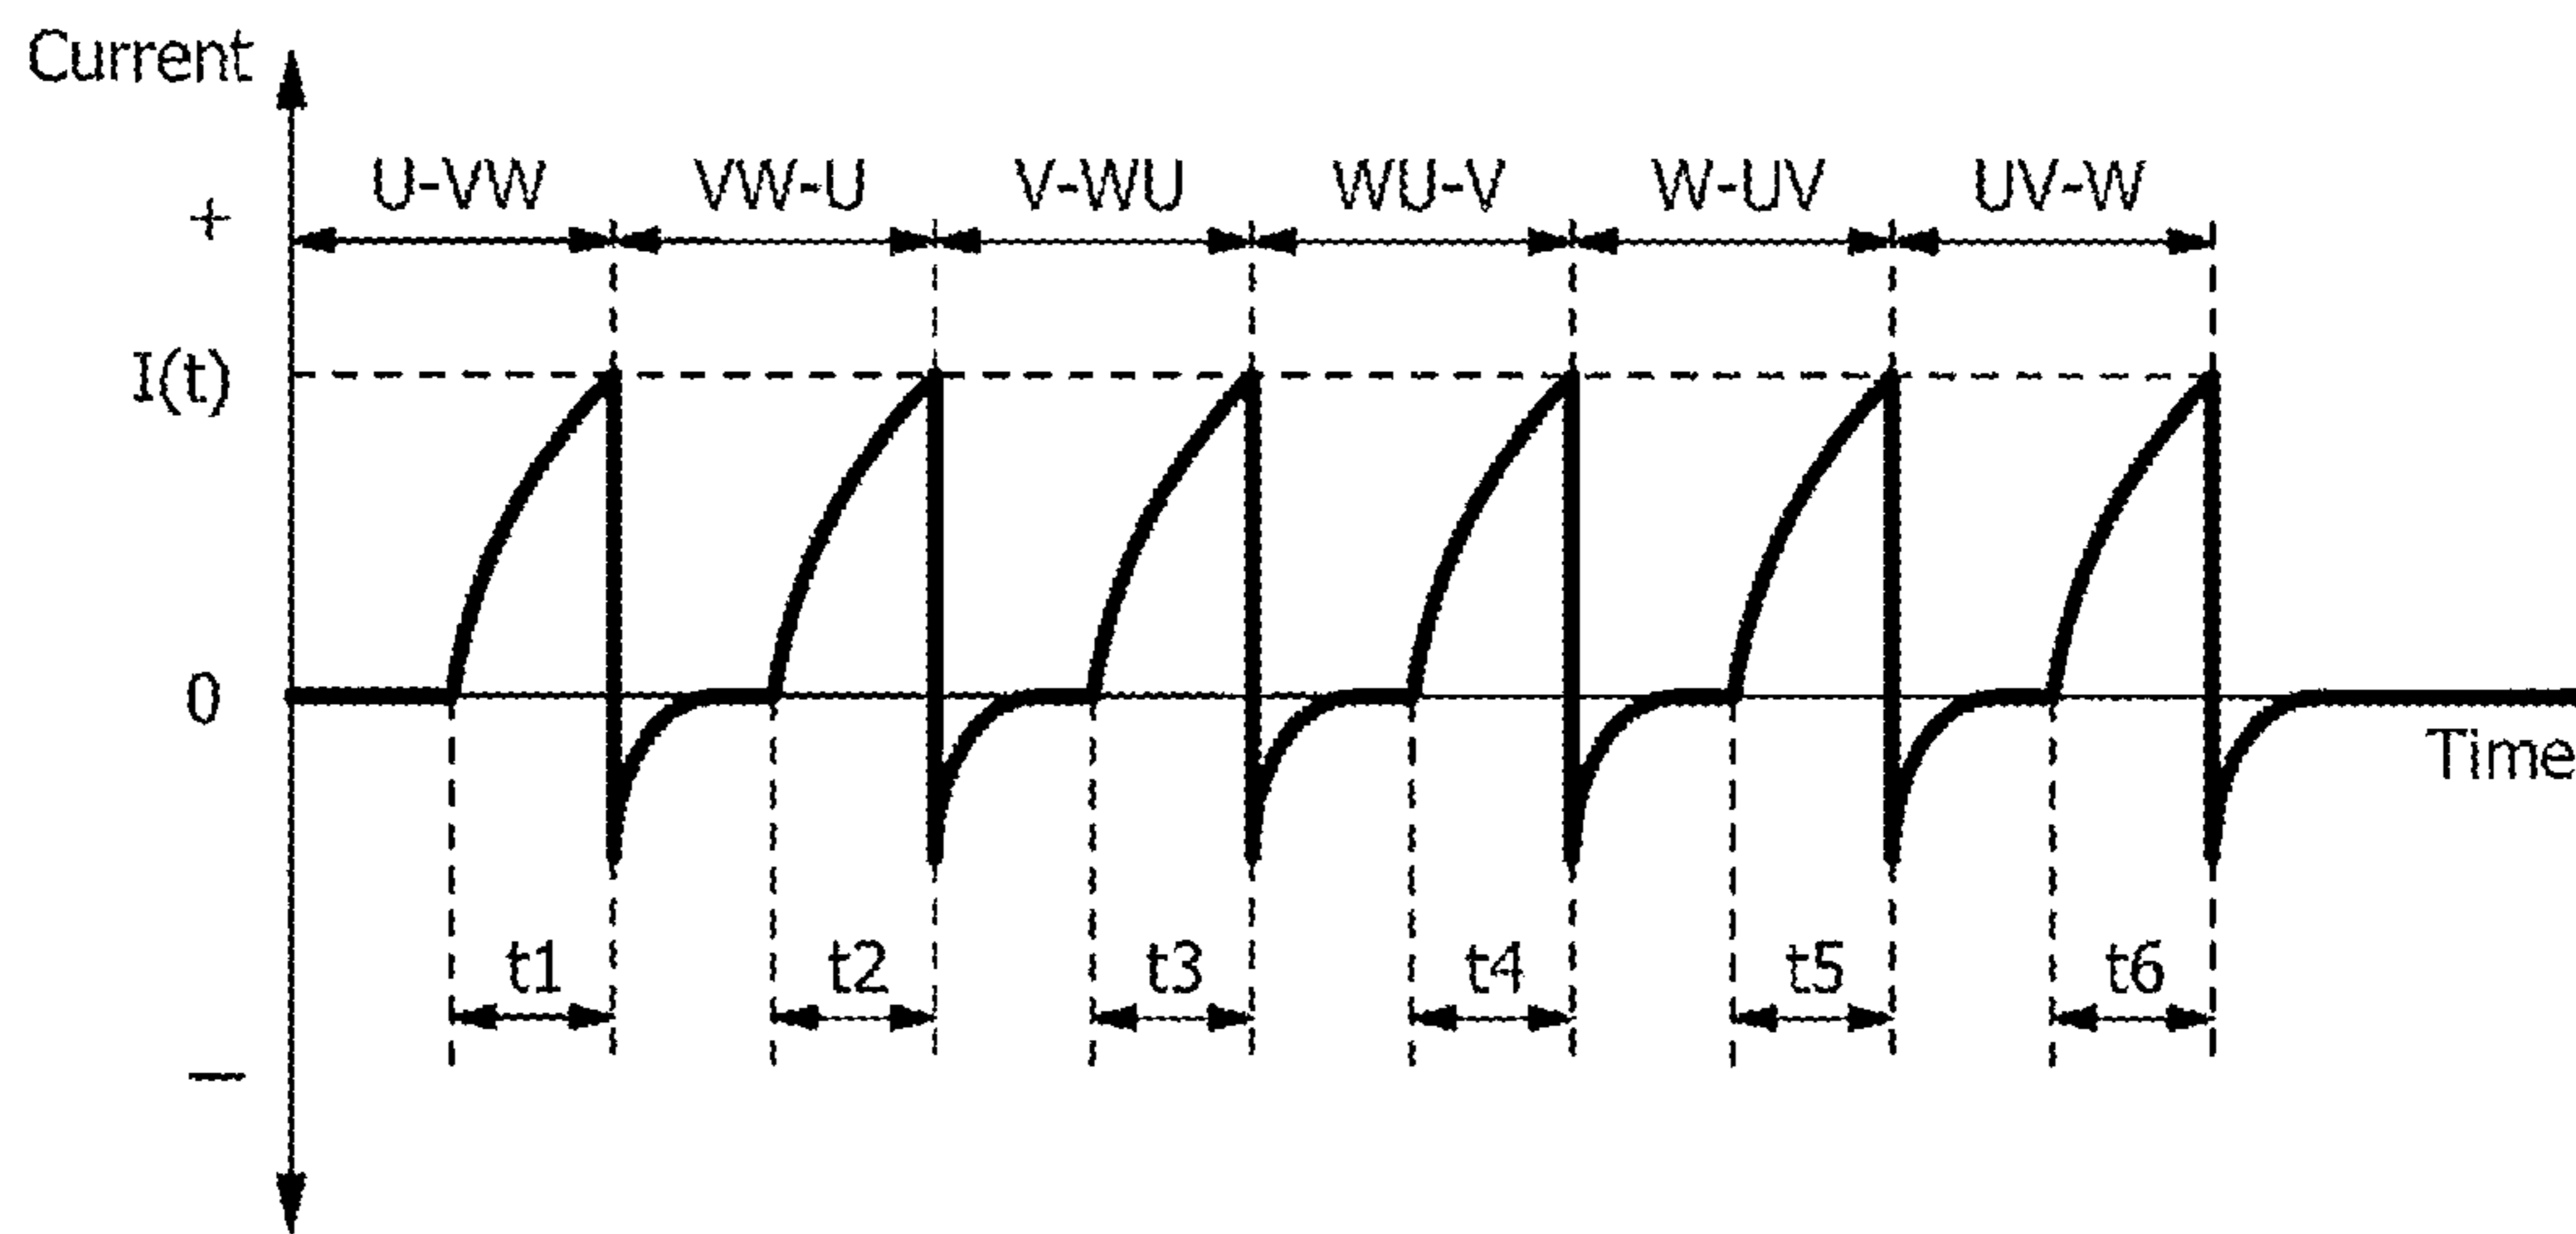 Current
U-VW VW-U V-WU WU-V W-UV UV-W
+
I(t)
0
Time
t1 t2 t3 t4 t5 t6
—